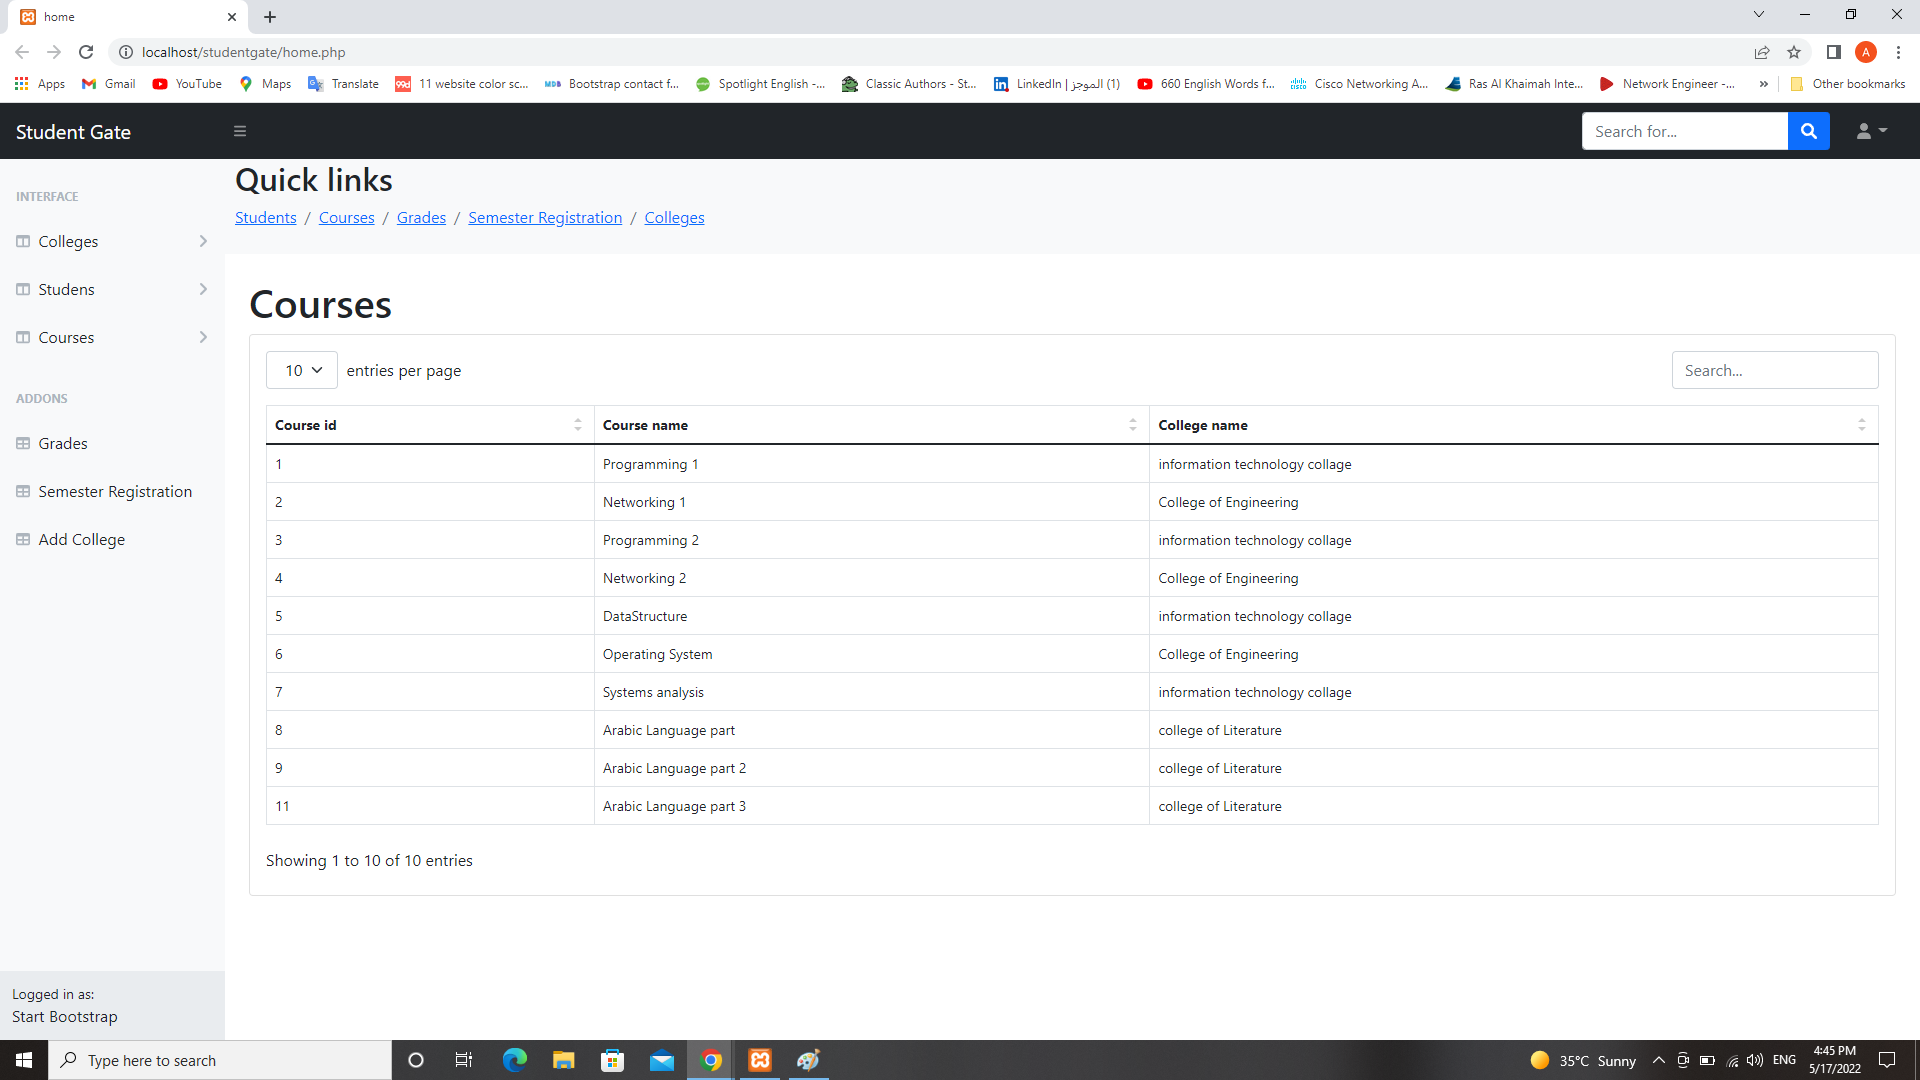 home
localhost/studentgate/home.php
Apps Gmail YouTube Maps Translate 11 website color sc... Bootstrap contact f... Spotlight English -... Classic Authors - St... LinkedIn | الموجز (1) 660 English Words f... Cisco Networking A... Ras Al Khaimah Inte... Network Engineer -... » Other bookmarks
Student Gate Search for...
Quick links
Students / Courses / Grades / Semester Registration / Colleges
INTERFACE
Colleges
Studens
Courses
ADDONS
Grades
Semester Registration
Add College
Logged in as:
Start Bootstrap
Courses
10 entries per page Search...
Course id Course name College name
1 Programming 1 information technology collage
2 Networking 1 College of Engineering
3 Programming 2 information technology collage
4 Networking 2 College of Engineering
5 DataStructure information technology collage
6 Operating System College of Engineering
7 Systems analysis information technology collage
8 Arabic Language part college of Literature
9 Arabic Language part 2 college of Literature
11 Arabic Language part 3 college of Literature
Showing 1 to 10 of 10 entries
Type here to search 35°C Sunny ENG 4:45 PM
5/17/2022